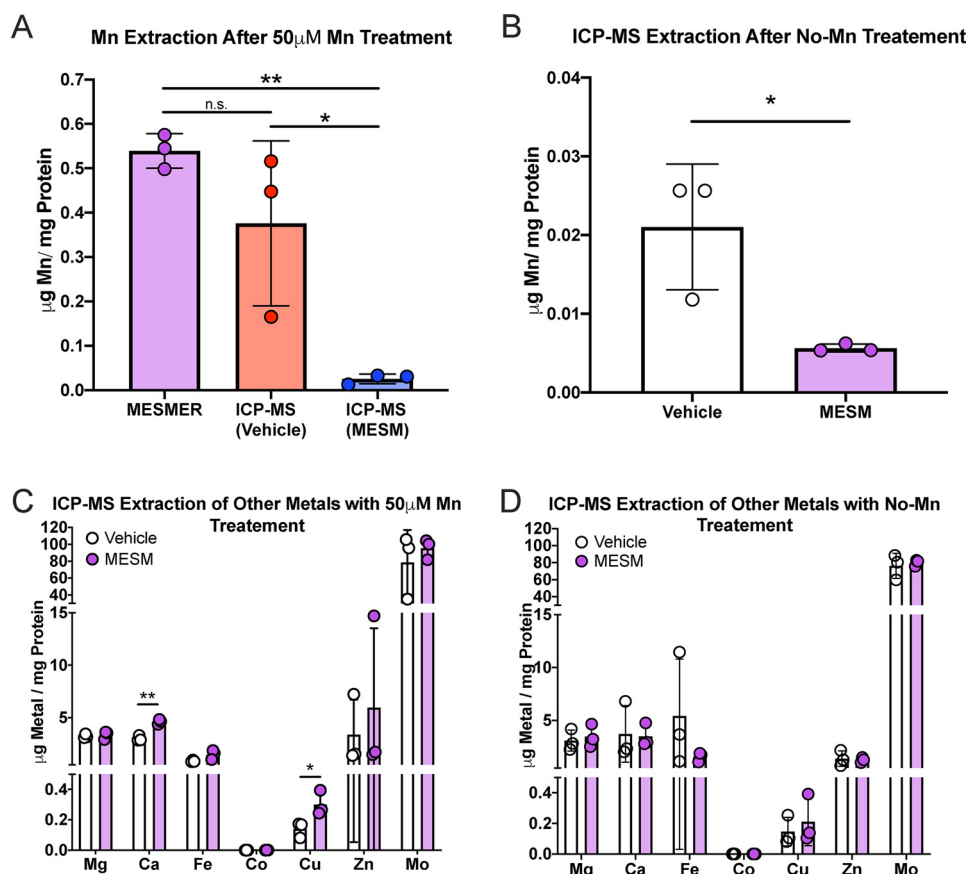 A
Mn Extraction After 50μM Mn Treatment
μg Mn/ mg Protein
0.7
0.6
0.5
0.4
0.3
0.2
0.1
0.0
**
n.s.
*
MESMER
ICP-MS
(Vehicle)
ICP-MS
(MESM)
B
ICP-MS Extraction After No-Mn Treatement
μg Mn/ mg Protein
0.04
0.03
0.02
0.01
0.00
*
Vehicle
MESM
C
ICP-MS Extraction of Other Metals with 50μM Mn
Treatement
μg Metal / mg Protein
120
100
80
60
40
20
15
10
5
0.4
0.2
0.0
Vehicle
MESM
**
*
Mg Ca Fe Co Cu Zn Mo
D
ICP-MS Extraction of Other Metals with No-Mn
Treatement
μg Metal / mg Protein
120
100
80
60
40
20
15
10
5
0.4
0.2
0.0
Vehicle
MESM
Mg Ca Fe Co Cu Zn Mo